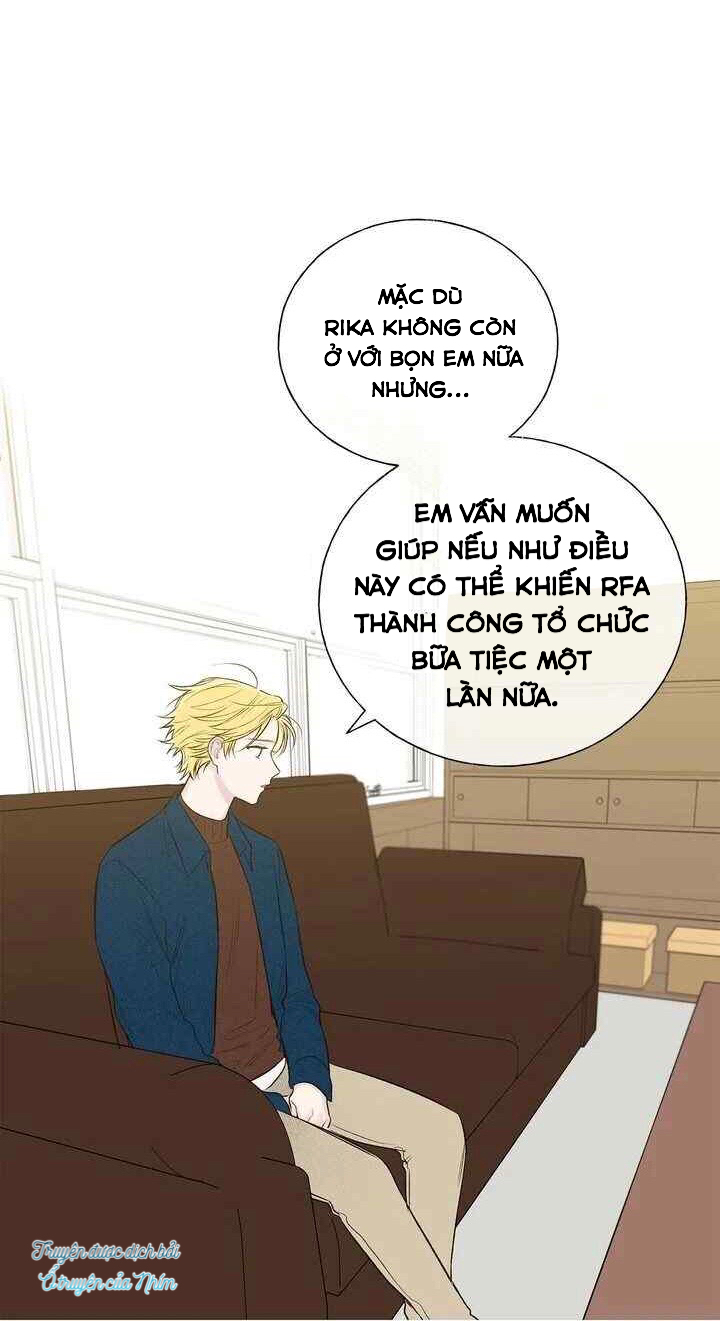 MẶC DÙ
RIKA KHÔNG CÒN
Ở VỚI BỌN EM NỮA
NHƯNG...
EM VẪN MUỐN
GIÚP NẾU NHƯ ĐIỀU
NÀY CÓ THỂ KHIẾN RFA
THÀNH CÔNG TỔ CHỨC
BỮA TIỆC MỘT
LẦN NỮA.
Truyện được dịch bởi
Ổ truyện của Nhím